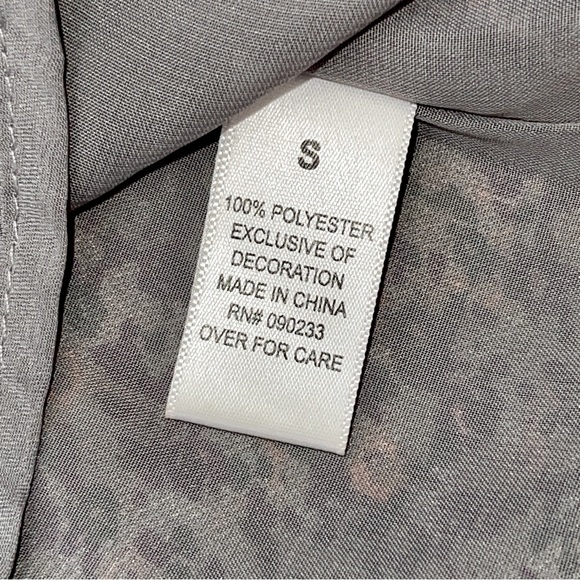 S
100% POLYESTER
EXCLUSIVE OF
DECORATION
MADE IN CHINA
RN# 090233
OVER FOR CARE